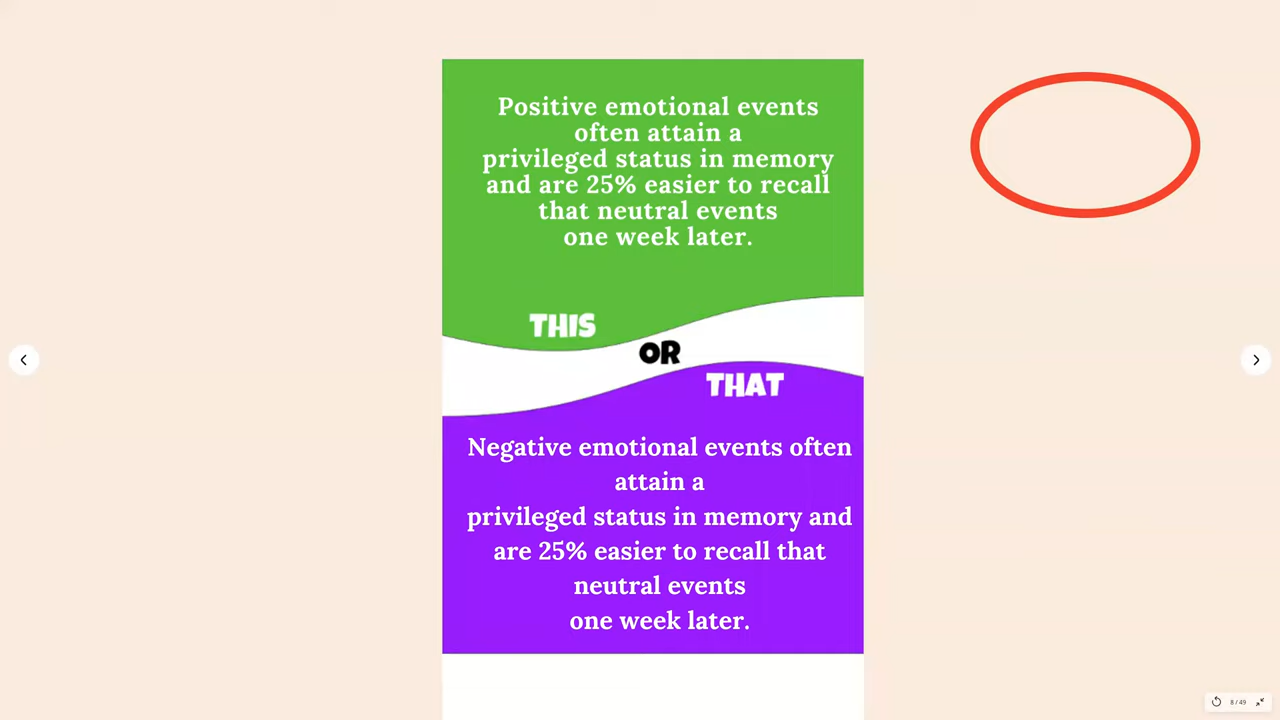 Positive emotional events
often attain a
privileged status in memory
and are 25% easier to recall
that neutral events
one week later.
THIS
OR
THAT
Negative emotional events often
attain a
privileged status in memory and
are 25% easier to recall that
neutral events
one week later.
8 / 49